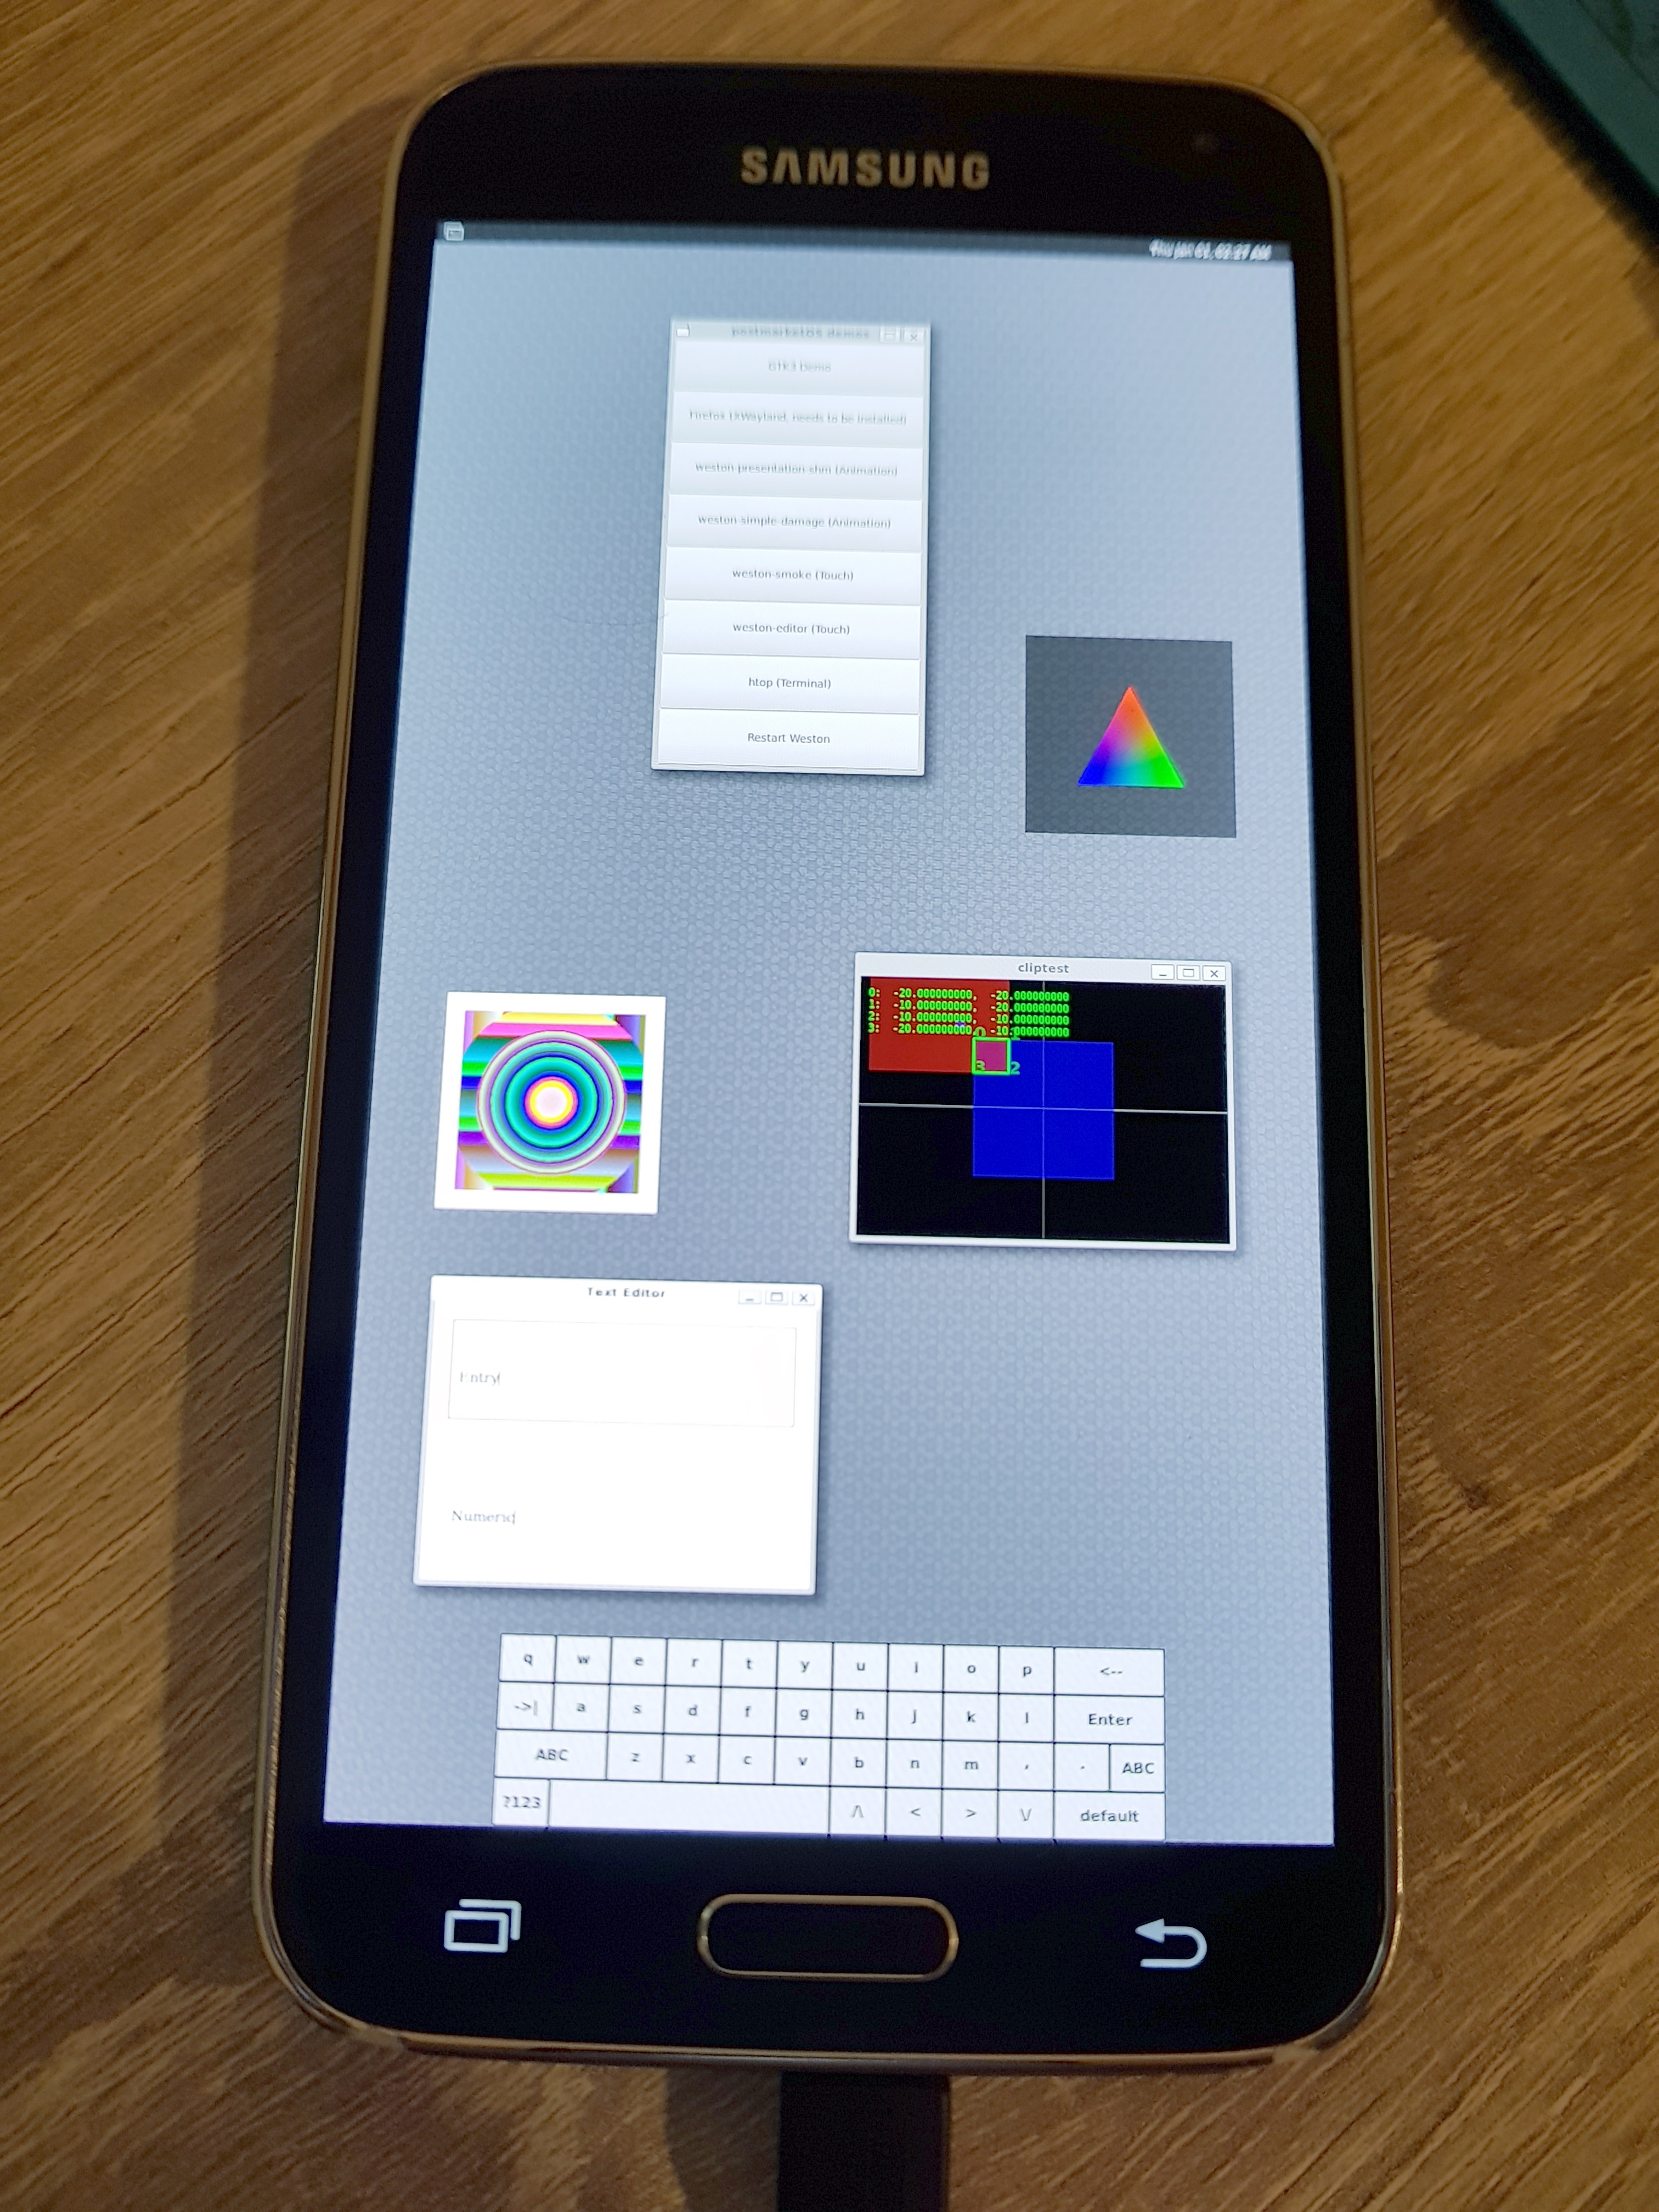 SAMSUNG
Thu Jan 01, 02:27 AM
postmarketOS demos
GTK3 Demo
Firefox (XWayland, needs to be installed)
weston-presentation-shm (Animation)
weston-simple-damage (Animation)
weston-smoke (Touch)
weston-editor (Touch)
htop (Terminal)
Restart Weston
cliptest
0: -20.000000000, -20.000000000
1: -10.000000000, -20.000000000
2: -10.000000000, -10.000000000
3: -20.000000000, -10.000000000
0 1
3 2
Text Editor
Entry
Numeric
q w e r t y u i o p <--
->| a s d f g h j k l Enter
ABC z x c v b n m , . ABC
?123 /\ < > \/ default